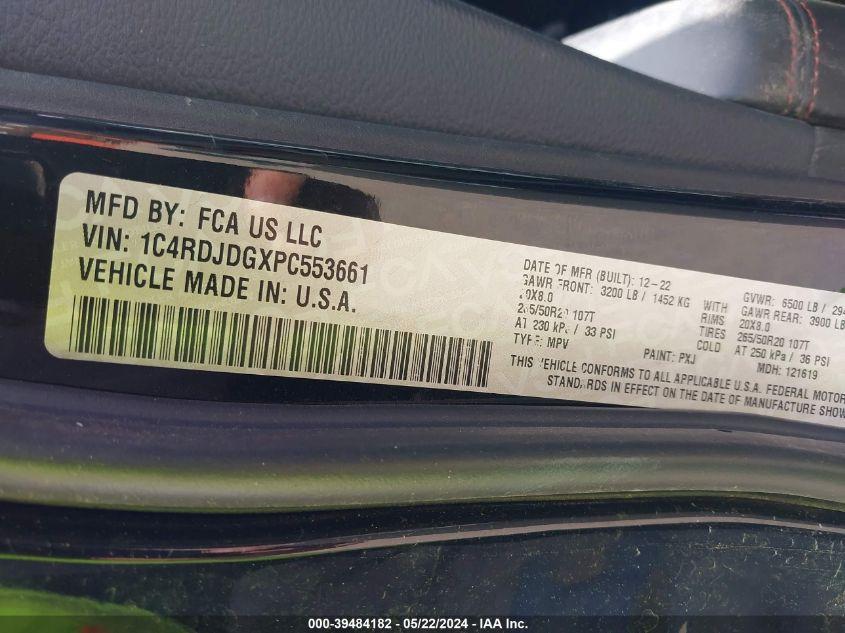 MFD BY: FCA US LLC
VIN: 1C4RDJDGXPC553661
VEHICLE MADE IN: U.S.A.
DATE OF MFR (BUILT): 12-22
GAWR FRONT: 3200 LB / 1452 KG WITH
20X8.0 RIMS
265/50R20 107T TIRES
AT 230 kPa / 33 PSI COLD
TYPE: MPV PAINT: PXJ
GVWR: 6500 LB /
GAWR REAR: 3900 LB
20X8.0
265/50R20 107T
AT 250 kPa / 36 PSI
MDH: 121619
THIS VEHICLE CONFORMS TO ALL APPLICABLE U.S.A. FEDERAL MOTOR
STANDARDS IN EFFECT ON THE DATE OF MANUFACTURE SHOW
000-39484182 - 05/22/2024 - IAA Inc.